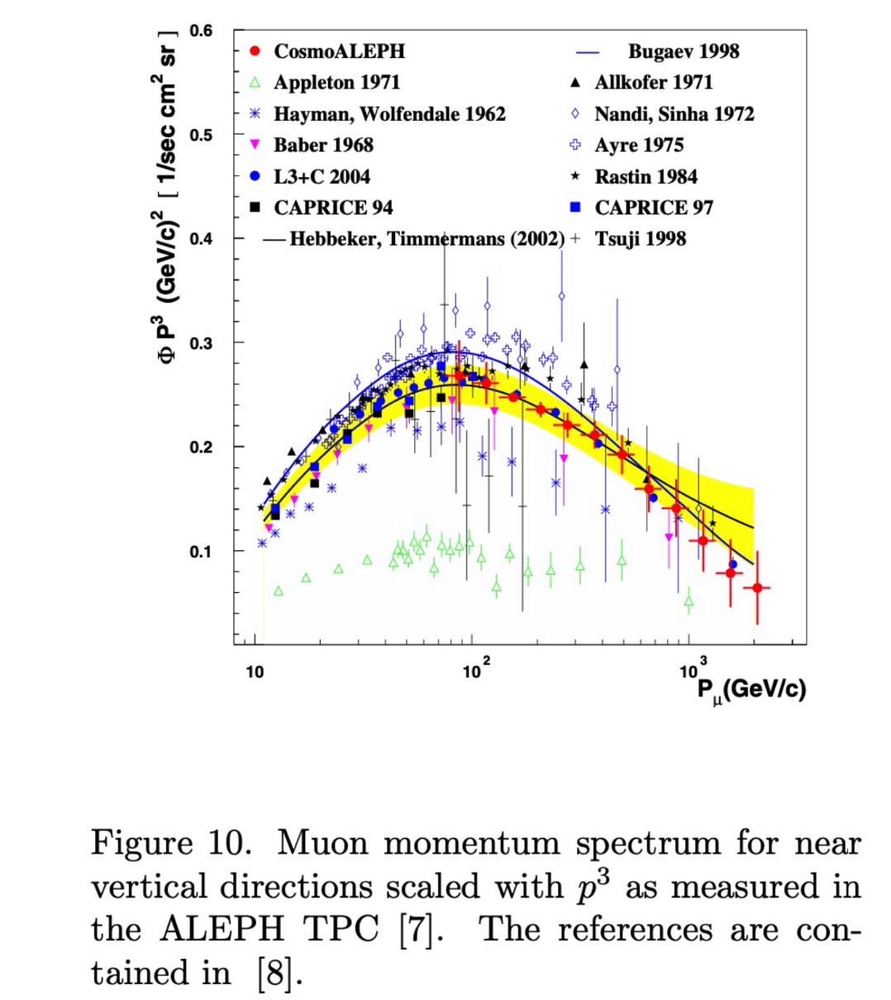 0.6
0.5
0.4
0.3
0.2
0.1
Φ P³ (GeV/c)² [ 1/sec cm² sr ]
CosmoALEPH
Appleton 1971
Hayman, Wolfendale 1962
Baber 1968
L3+C 2004
CAPRICE 94
Hebbeker, Timmermans (2002)
Bugaev 1998
Allkofer 1971
Nandi, Sinha 1972
Ayre 1975
Rastin 1984
CAPRICE 97
Tsuji 1998
10
10²
10³
Pμ(GeV/c)
Figure 10. Muon momentum spectrum for near
vertical directions scaled with p³ as measured in
the ALEPH TPC [7]. The references are con-
tained in [8].